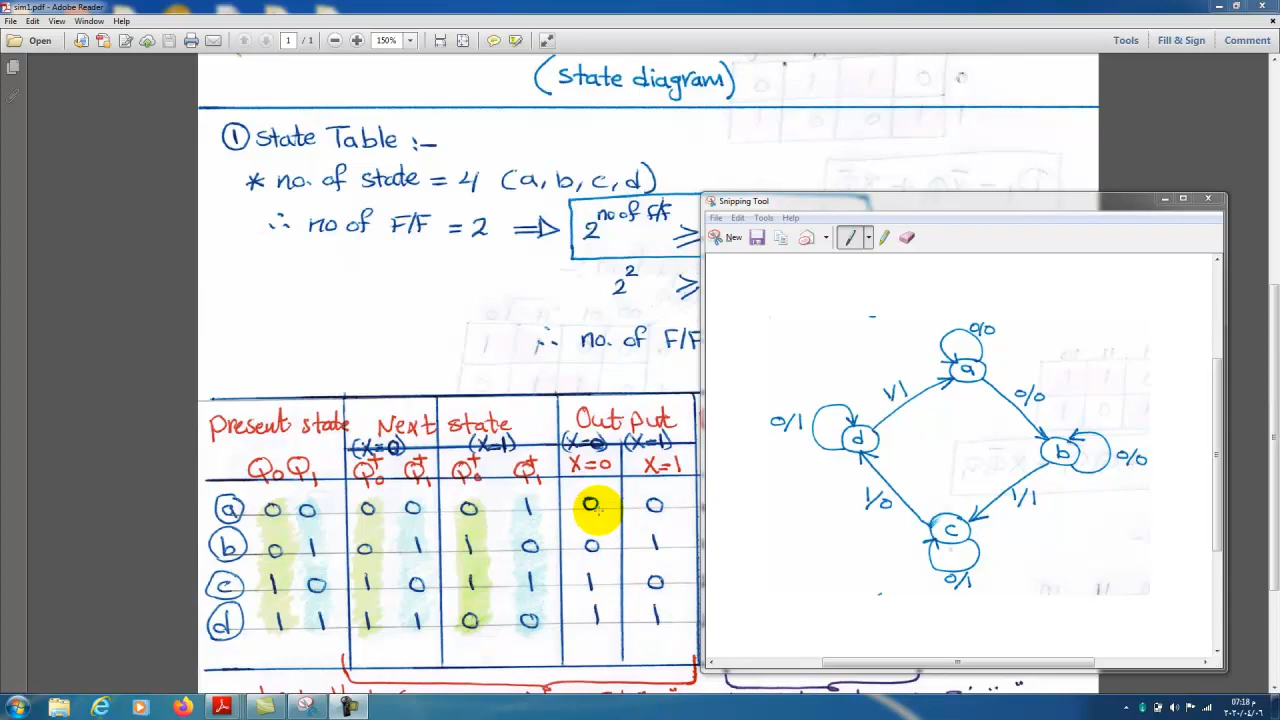 sim1.pdf - Adobe Reader
File Edit View Window Help
Open 1 / 1 150% Tools Fill & Sign Comment
(state diagram)
① state Table :-
* no. of state = 4 (a, b, c, d)
∴ no of F/F = 2 ⇒ 2^no of F/F ≥
2^2 ≥
∴ no. of F/F
Present state Next state Out put
(X=0) (X=1) (X=0) (X=1)
Q0 Q1 Q0+ Q1+ Q0+ Q1+ X=0 X=1
a 0 0 0 0 0 1 0 0
b 0 1 0 1 1 0 0 1
c 1 0 1 0 1 1 1 0
d 1 1 1 1 0 0 1 1
Snipping Tool
File Edit Tools Help
New
0/0
a
1/1
0/0
0/1
d
b
0/0
1/0
1/1
c
0/1
07:18 م
٢٠٢٠/٠٤/٠٦